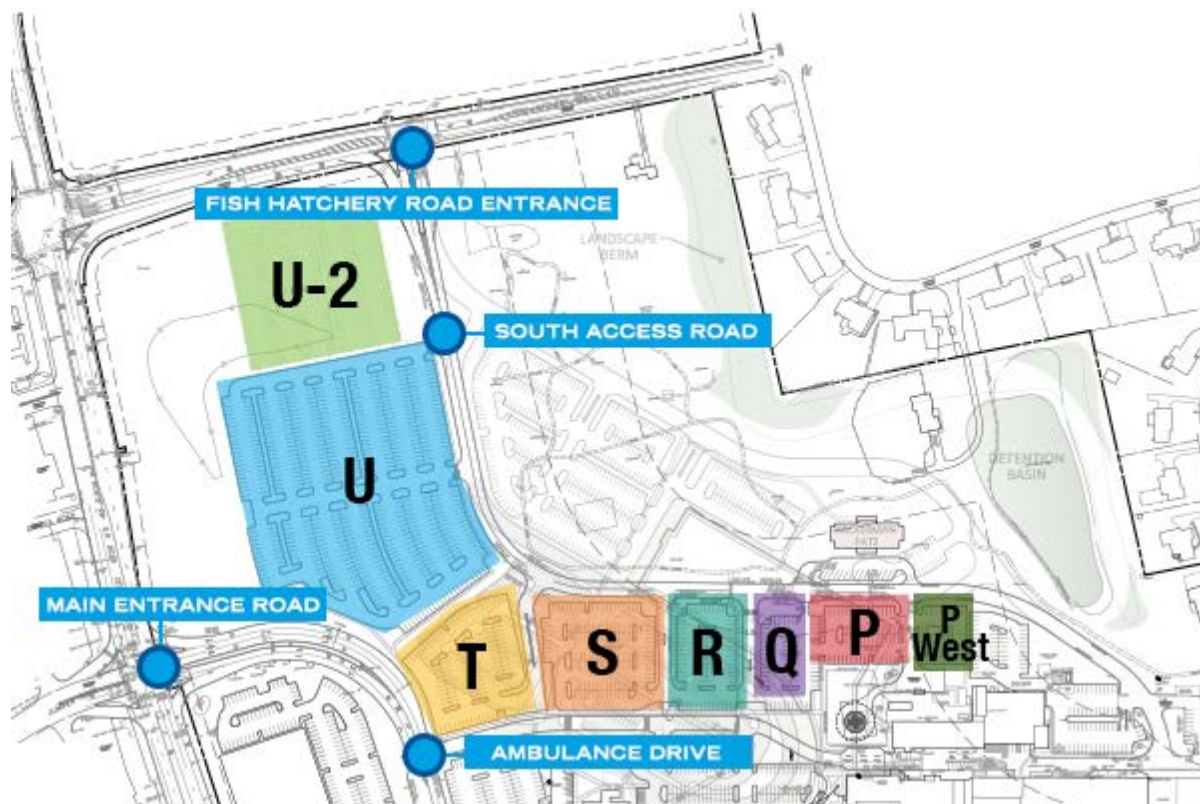 FISH HATCHERY ROAD ENTRANCE
LANDSCAPE
BERM
U-2
SOUTH ACCESS ROAD
U
DETENTION
BASIN
MAIN ENTRANCE ROAD
T
S
R
Q
P
P
West
AMBULANCE DRIVE